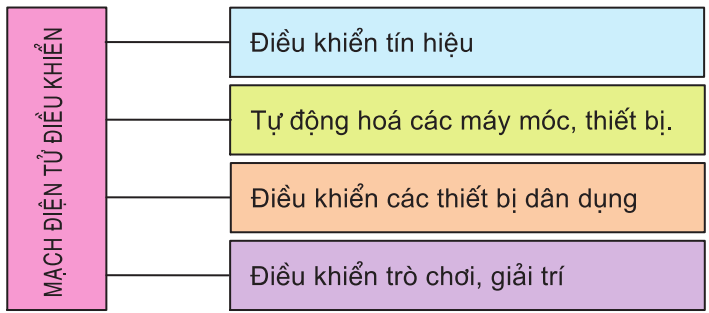 MẠCH ĐIỆN TỬ ĐIỀU KHIỂN
Điều khiển tín hiệu
Tự động hoá các máy móc, thiết bị.
Điều khiển các thiết bị dân dụng
Điều khiển trò chơi, giải trí